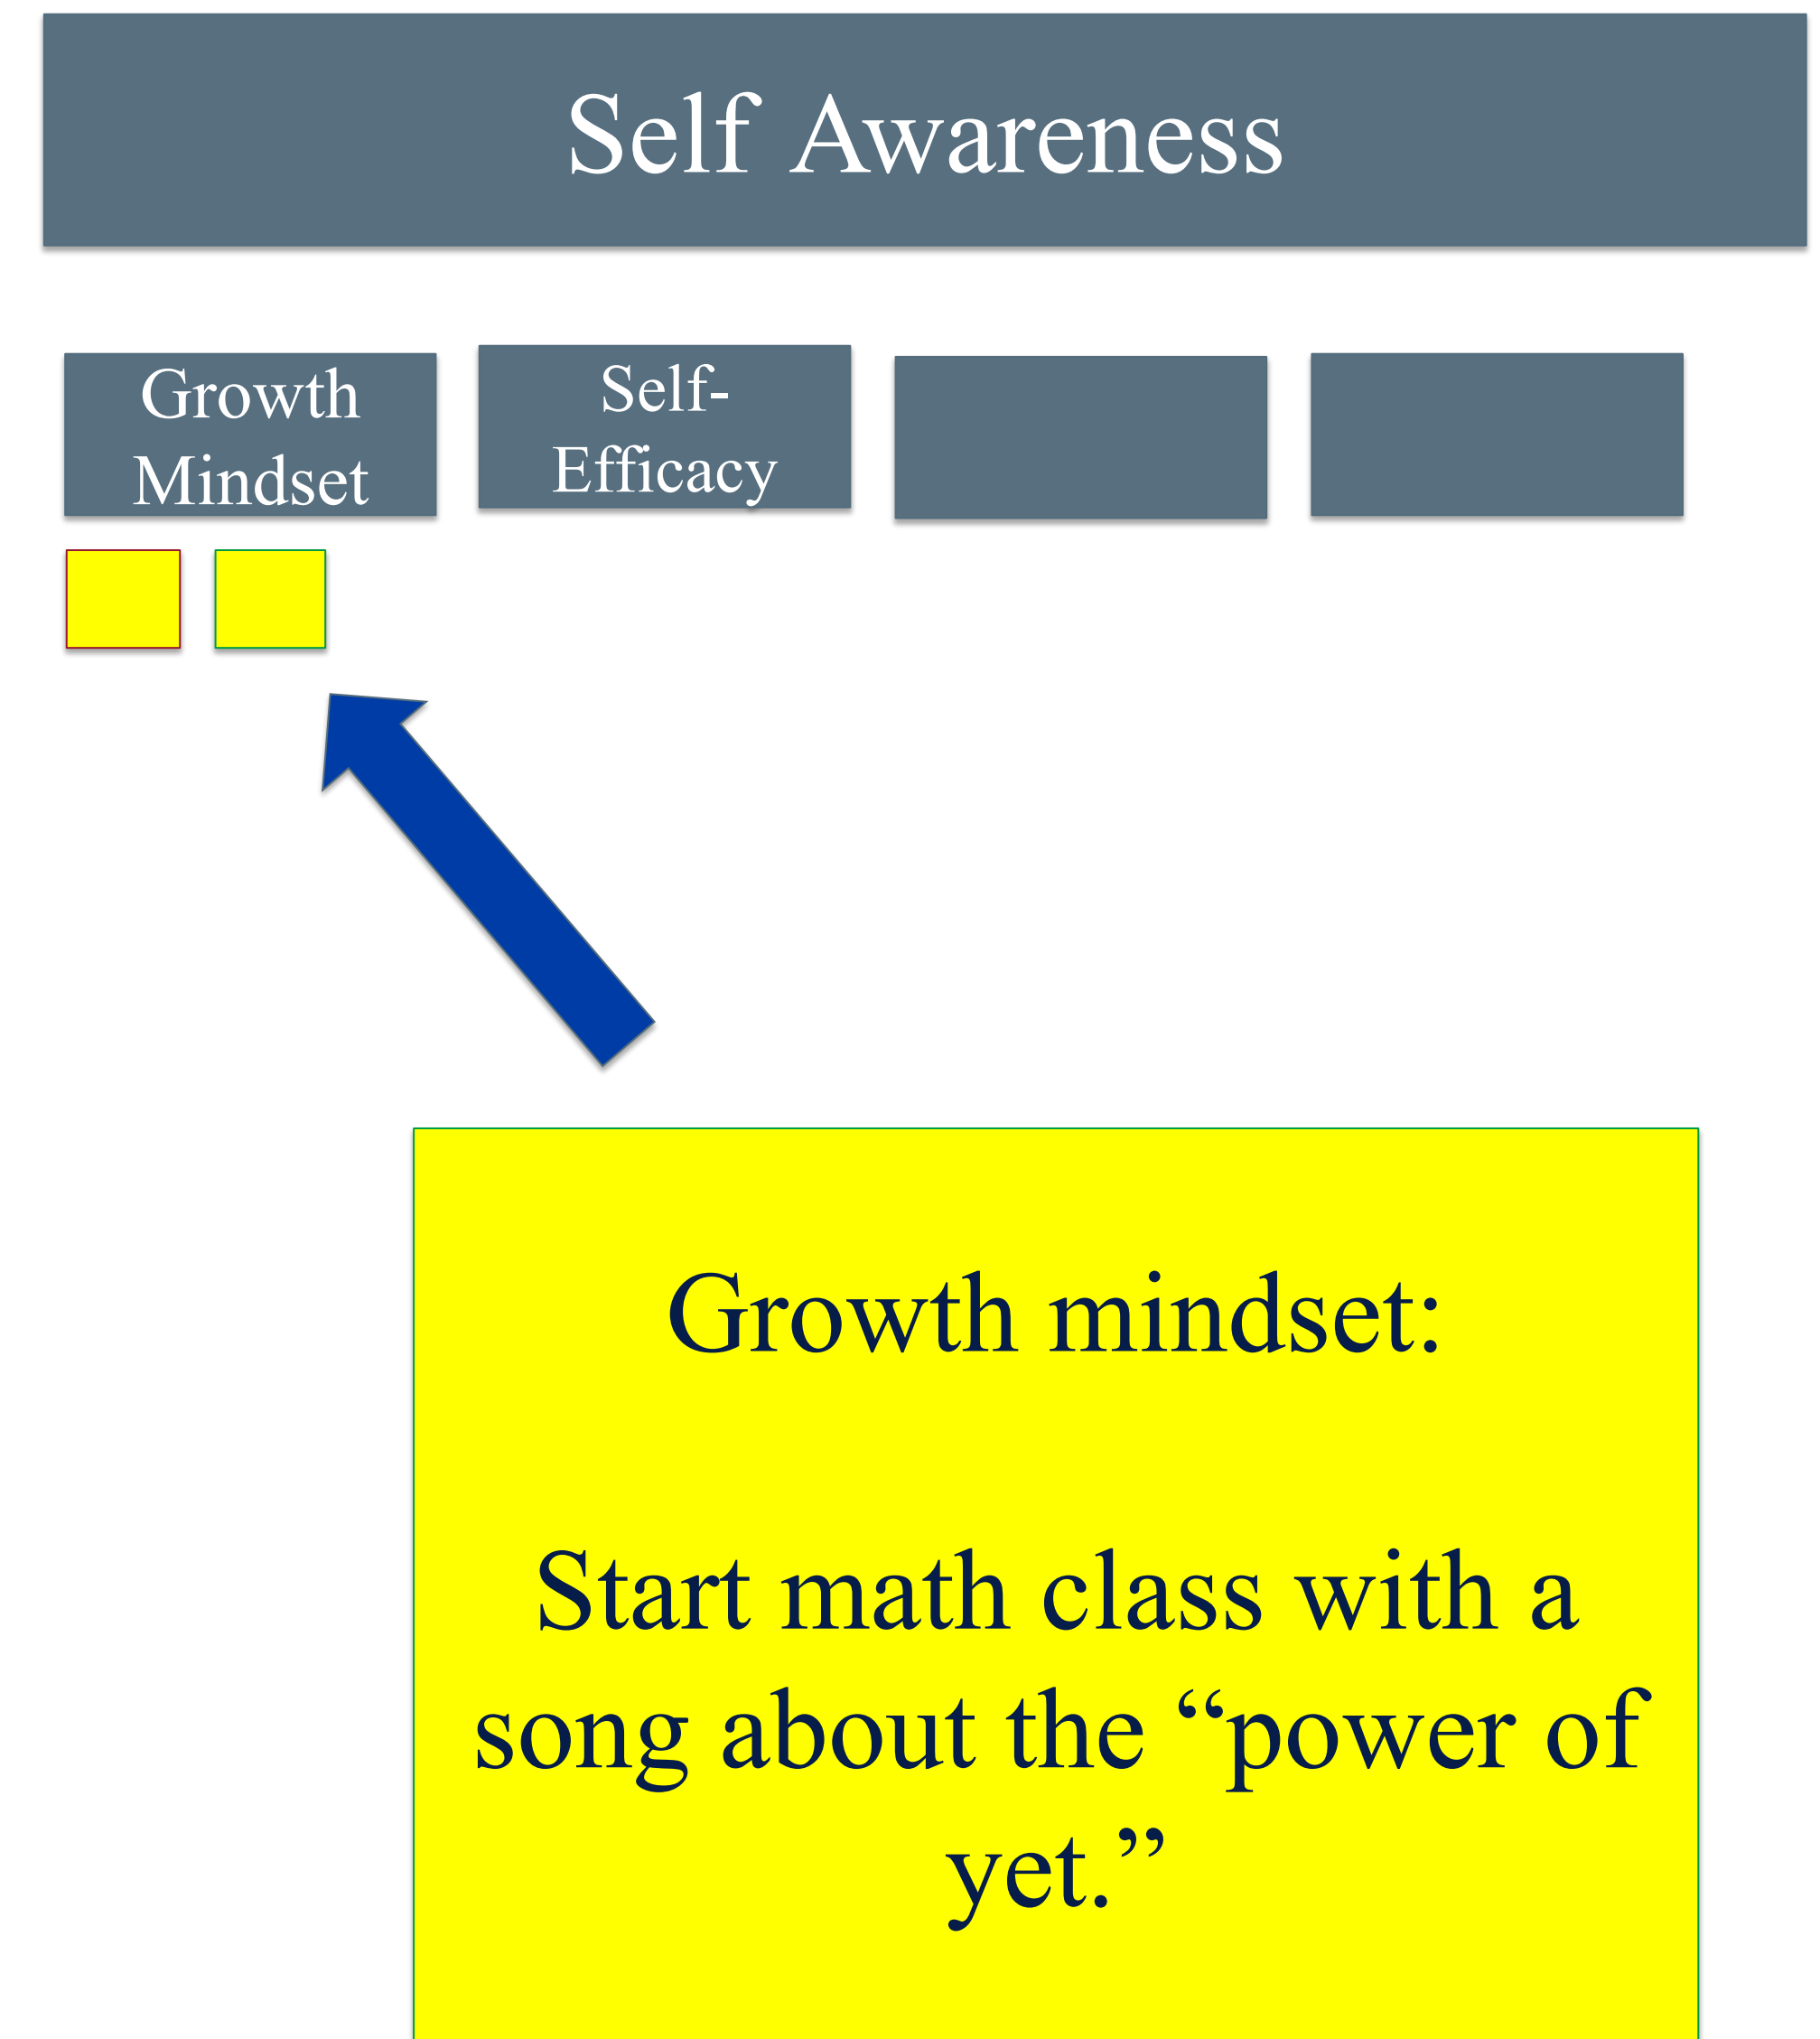 Self Awareness
Growth
Mindset
Self-
Efficacy
Growth mindset:
Start math class with a
song about the “power of
yet.”